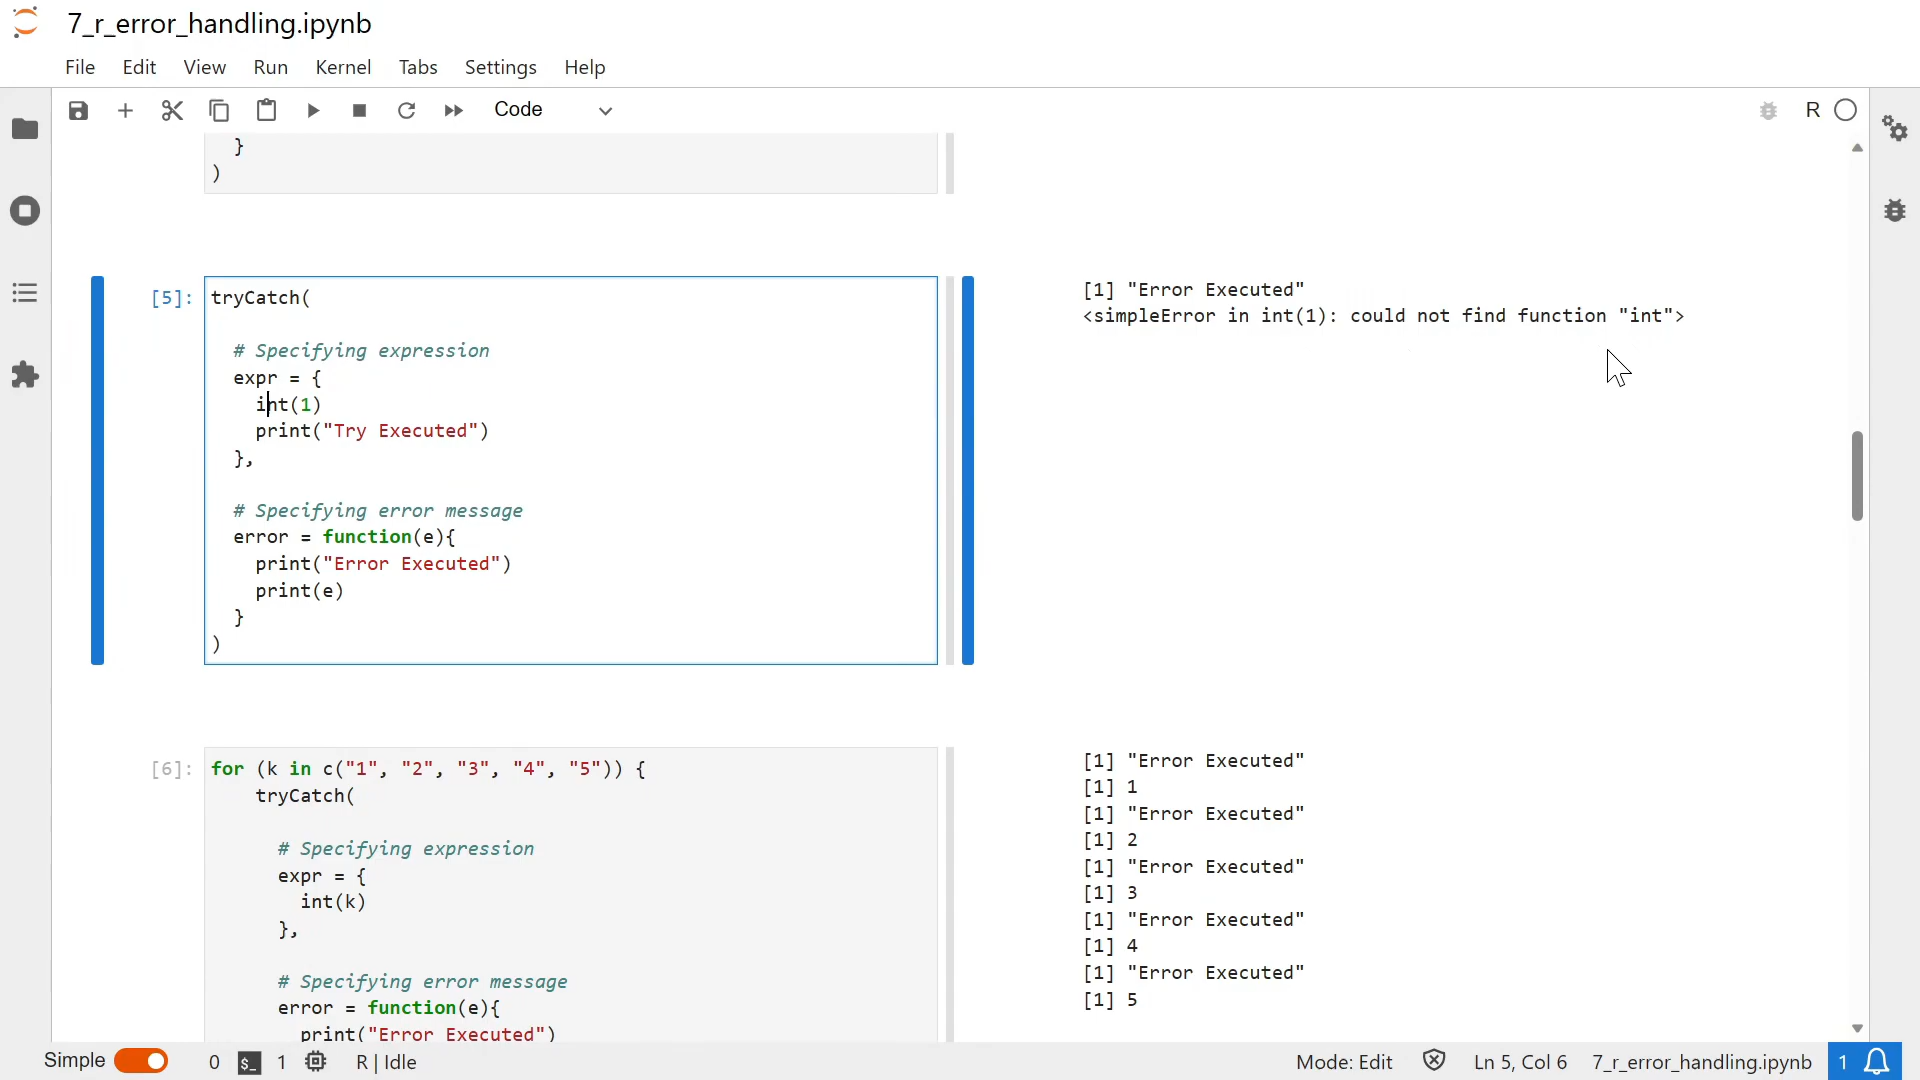 7_r_error_handling.ipynb
File Edit View Run Kernel Tabs Settings Help
Code
R
}
)
[5]:
tryCatch(
# Specifying expression
expr = {
int(1)
print("Try Executed")
},
# Specifying error message
error = function(e){
print("Error Executed")
print(e)
}
)
[1] "Error Executed"
<simpleError in int(1): could not find function "int">
[6]:
for (k in c("1", "2", "3", "4", "5")) {
tryCatch(
# Specifying expression
expr = {
int(k)
},
# Specifying error message
error = function(e){
print("Error Executed")
[1] "Error Executed"
[1] 1
[1] "Error Executed"
[1] 2
[1] "Error Executed"
[1] 3
[1] "Error Executed"
[1] 4
[1] "Error Executed"
[1] 5
Simple 0 $_ 1 R | Idle Mode: Edit Ln 5, Col 6 7_r_error_handling.ipynb 1